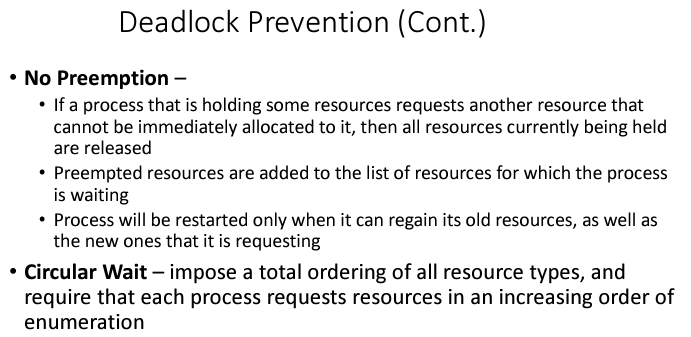 Deadlock Prevention (Cont.)
• No Preemption –
• If a process that is holding some resources requests another resource that
cannot be immediately allocated to it, then all resources currently being held
are released
• Preempted resources are added to the list of resources for which the process
is waiting
• Process will be restarted only when it can regain its old resources, as well as
the new ones that it is requesting
• Circular Wait – impose a total ordering of all resource types, and
require that each process requests resources in an increasing order of
enumeration